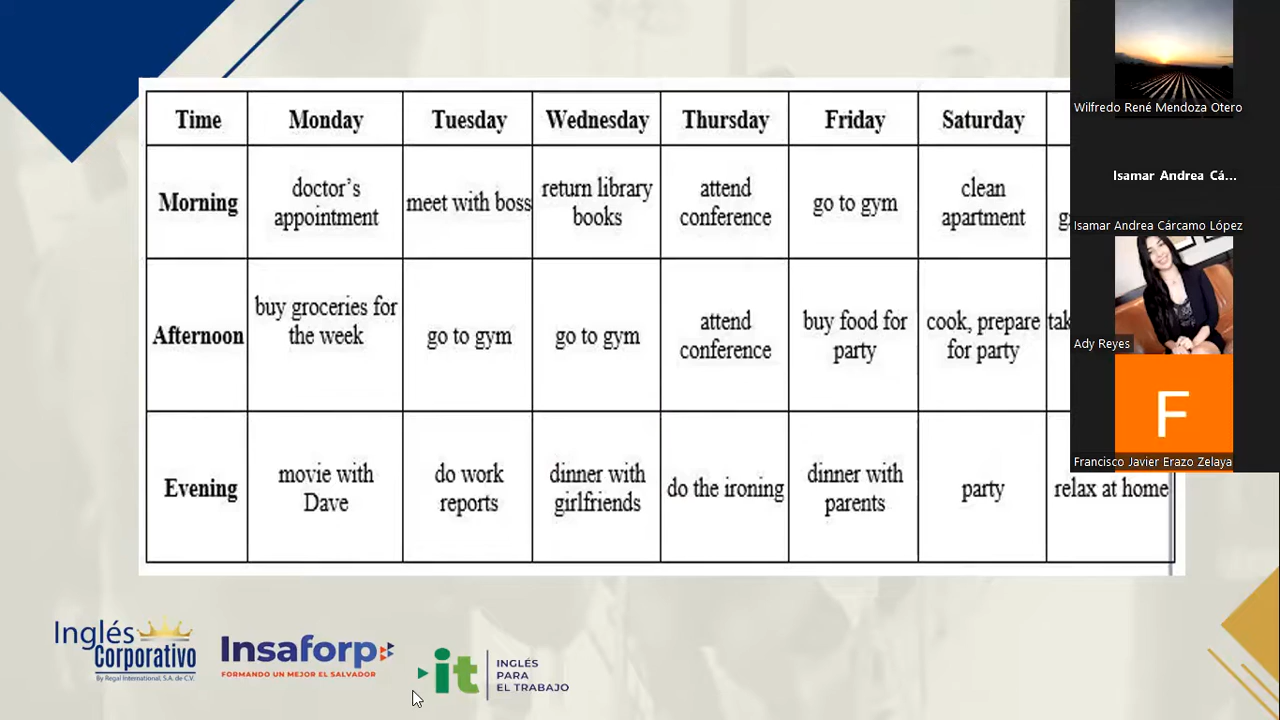 Time Monday Tuesday Wednesday Thursday Friday Saturday
Morning
doctor's
appointment
meet with boss
return library
books
attend
conference
go to gym
clean
apartment
Afternoon
buy groceries for
the week
go to gym
go to gym
attend
conference
buy food for
party
cook, prepare
for party
Evening
movie with
Dave
do work
reports
dinner with
girlfriends
do the ironing
dinner with
parents
party
relax at home
Wilfredo René Mendoza Otero
Isamar Andrea Cá...
Isamar Andrea Cárcamo López
Ady Reyes
F
Francisco Javier Erazo Zelaya
Inglés
Corporativo
By Regal International, S.A. de C.V.
Insaforp
FORMANDO UN MEJOR EL SALVADOR
it
INGLÉS
PARA
EL TRABAJO